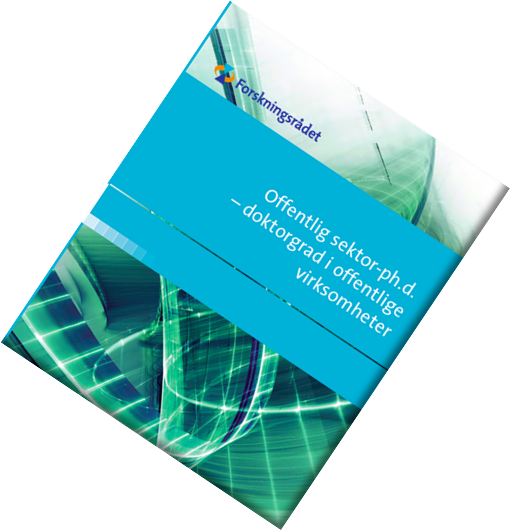 Forskningsrådet
Offentlig sektor-ph.d.
– doktorgrad i offentlige
virksomheter